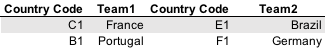 Country Code Team1 Country Code Team2
C1 France E1 Brazil
B1 Portugal F1 Germany